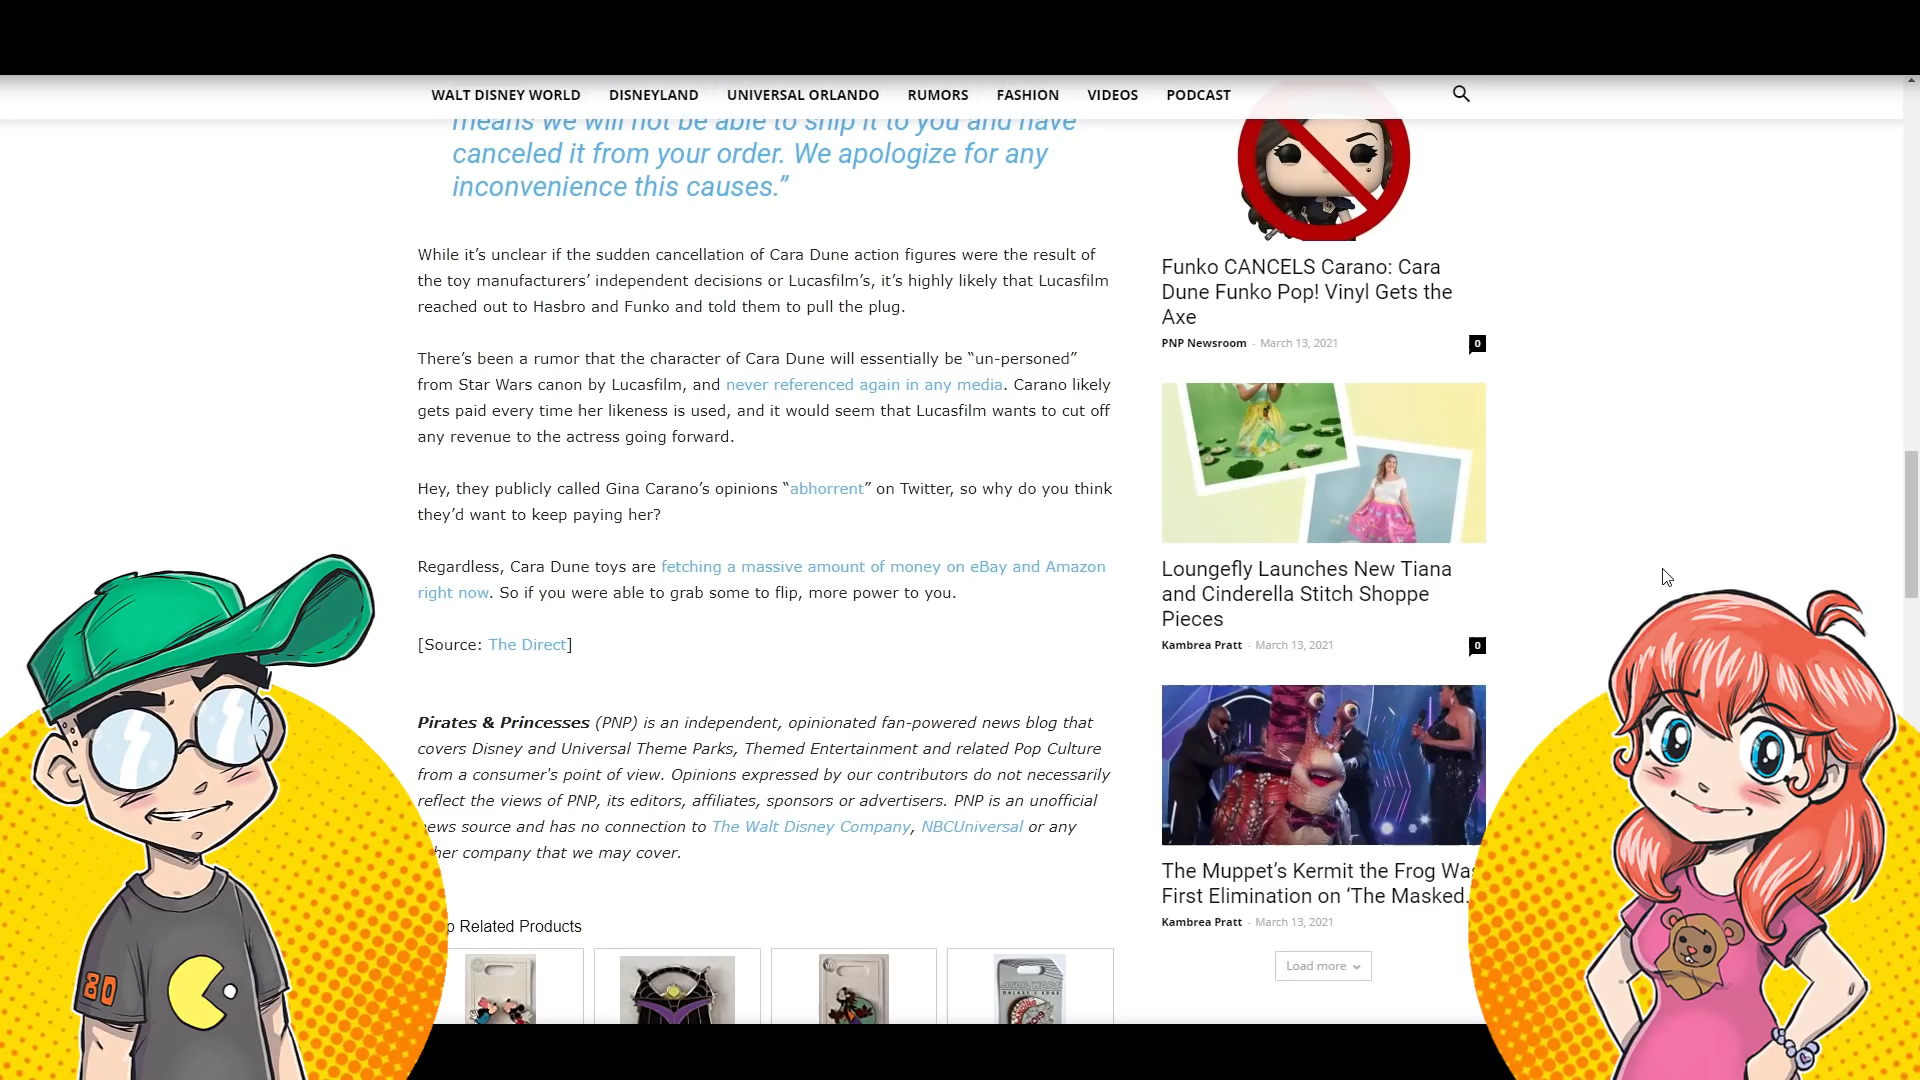 WALT DISNEY WORLD DISNEYLAND UNIVERSAL ORLANDO RUMORS FASHION VIDEOS PODCAST
means we will not be able to ship it to you and have
canceled it from your order. We apologize for any
inconvenience this causes.”
While it’s unclear if the sudden cancellation of Cara Dune action figures were the result of
the toy manufacturers’ independent decisions or Lucasfilm’s, it’s highly likely that Lucasfilm
reached out to Hasbro and Funko and told them to pull the plug.
There’s been a rumor that the character of Cara Dune will essentially be “un-personed”
from Star Wars canon by Lucasfilm, and never referenced again in any media. Carano likely
gets paid every time her likeness is used, and it would seem that Lucasfilm wants to cut off
any revenue to the actress going forward.
Hey, they publicly called Gina Carano’s opinions “abhorrent” on Twitter, so why do you think
they’d want to keep paying her?
Regardless, Cara Dune toys are fetching a massive amount of money on eBay and Amazon
right now. So if you were able to grab some to flip, more power to you.
[Source: The Direct]
Pirates & Princesses (PNP) is an independent, opinionated fan-powered news blog that
covers Disney and Universal Theme Parks, Themed Entertainment and related Pop Culture
from a consumer's point of view. Opinions expressed by our contributors do not necessarily
reflect the views of PNP, its editors, affiliates, sponsors or advertisers. PNP is an unofficial
ews source and has no connection to The Walt Disney Company, NBCUniversal or any
her company that we may cover.
p Related Products
Funko CANCELS Carano: Cara
Dune Funko Pop! Vinyl Gets the
Axe
PNP Newsroom - March 13, 2021 0
Loungefly Launches New Tiana
and Cinderella Stitch Shoppe
Pieces
Kambrea Pratt - March 13, 2021 0
The Muppet’s Kermit the Frog Was
First Elimination on ‘The Masked.
Kambrea Pratt - March 13, 2021
Load more
80